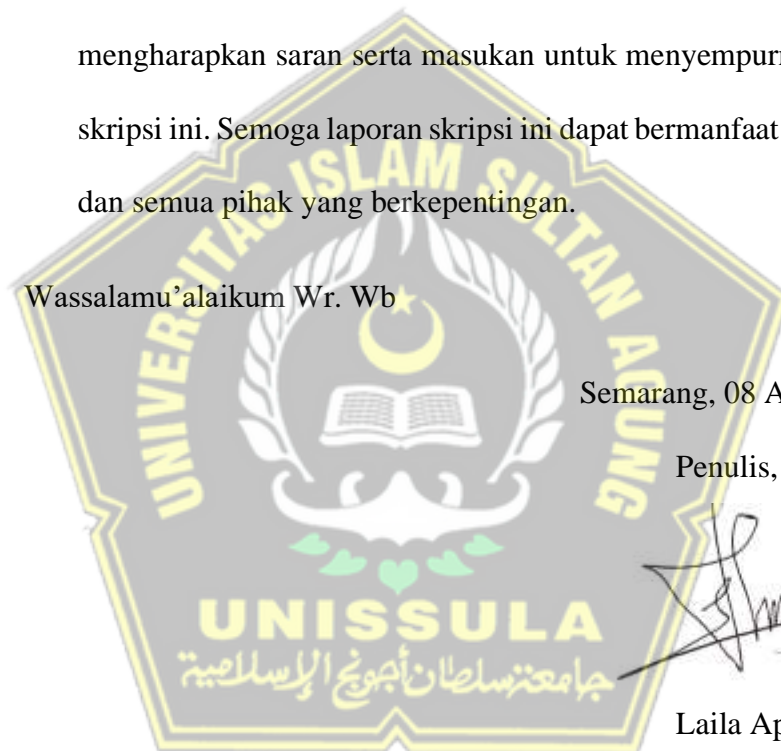 mengharapkan saran serta masukan untuk menyempurn
skripsi ini. Semoga laporan skripsi ini dapat bermanfaat
dan semua pihak yang berkepentingan.
Wassalamu’alaikum Wr. Wb
UNIVERSITAS ISLAM SULTAN AGUNG
Semarang, 08 A
Penulis,
UNISSULA
جامعة سلطان أجونج الإسلامية
Laila Ap